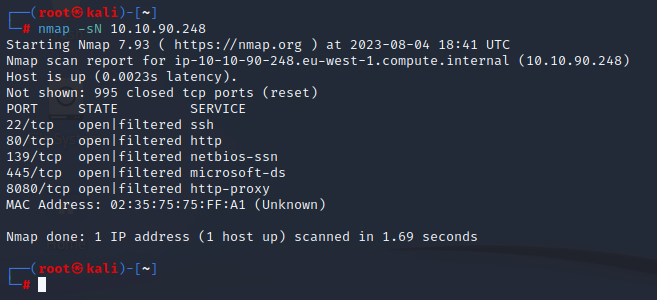 ┌──(root㉿kali)-[~]
└─# nmap -sN 10.10.90.248
Starting Nmap 7.93 ( https://nmap.org ) at 2023-08-04 18:41 UTC
Nmap scan report for ip-10-10-90-248.eu-west-1.compute.internal (10.10.90.248)
Host is up (0.0023s latency).
Not shown: 995 closed tcp ports (reset)
PORT     STATE         SERVICE
22/tcp   open|filtered ssh
80/tcp   open|filtered http
139/tcp  open|filtered netbios-ssn
445/tcp  open|filtered microsoft-ds
8080/tcp open|filtered http-proxy
MAC Address: 02:35:75:75:FF:A1 (Unknown)

Nmap done: 1 IP address (1 host up) scanned in 1.69 seconds

┌──(root㉿kali)-[~]
└─#